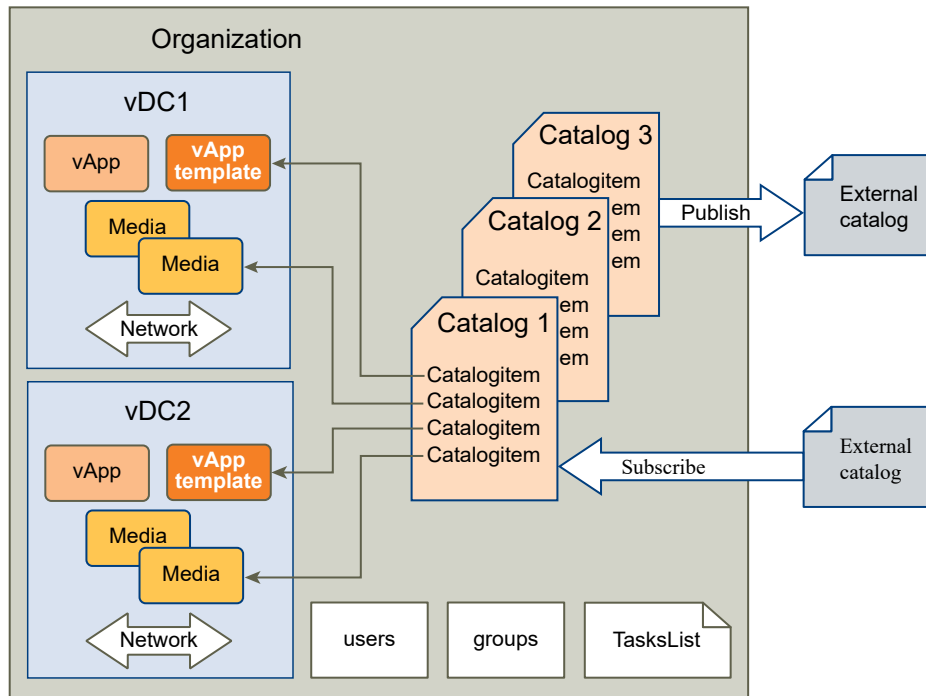 Organization
vDC1
vApp
vApp
template
Media
Media
Network
vDC2
vApp
vApp
template
Media
Media
Network
Catalog 3
Catalogitem
em
em
em
Catalog 2
Catalogitem
em
em
em
Catalog 1
Catalogitem
Catalogitem
Catalogitem
Catalogitem
Publish
External
catalog
Subscribe
External
catalog
users
groups
TasksList